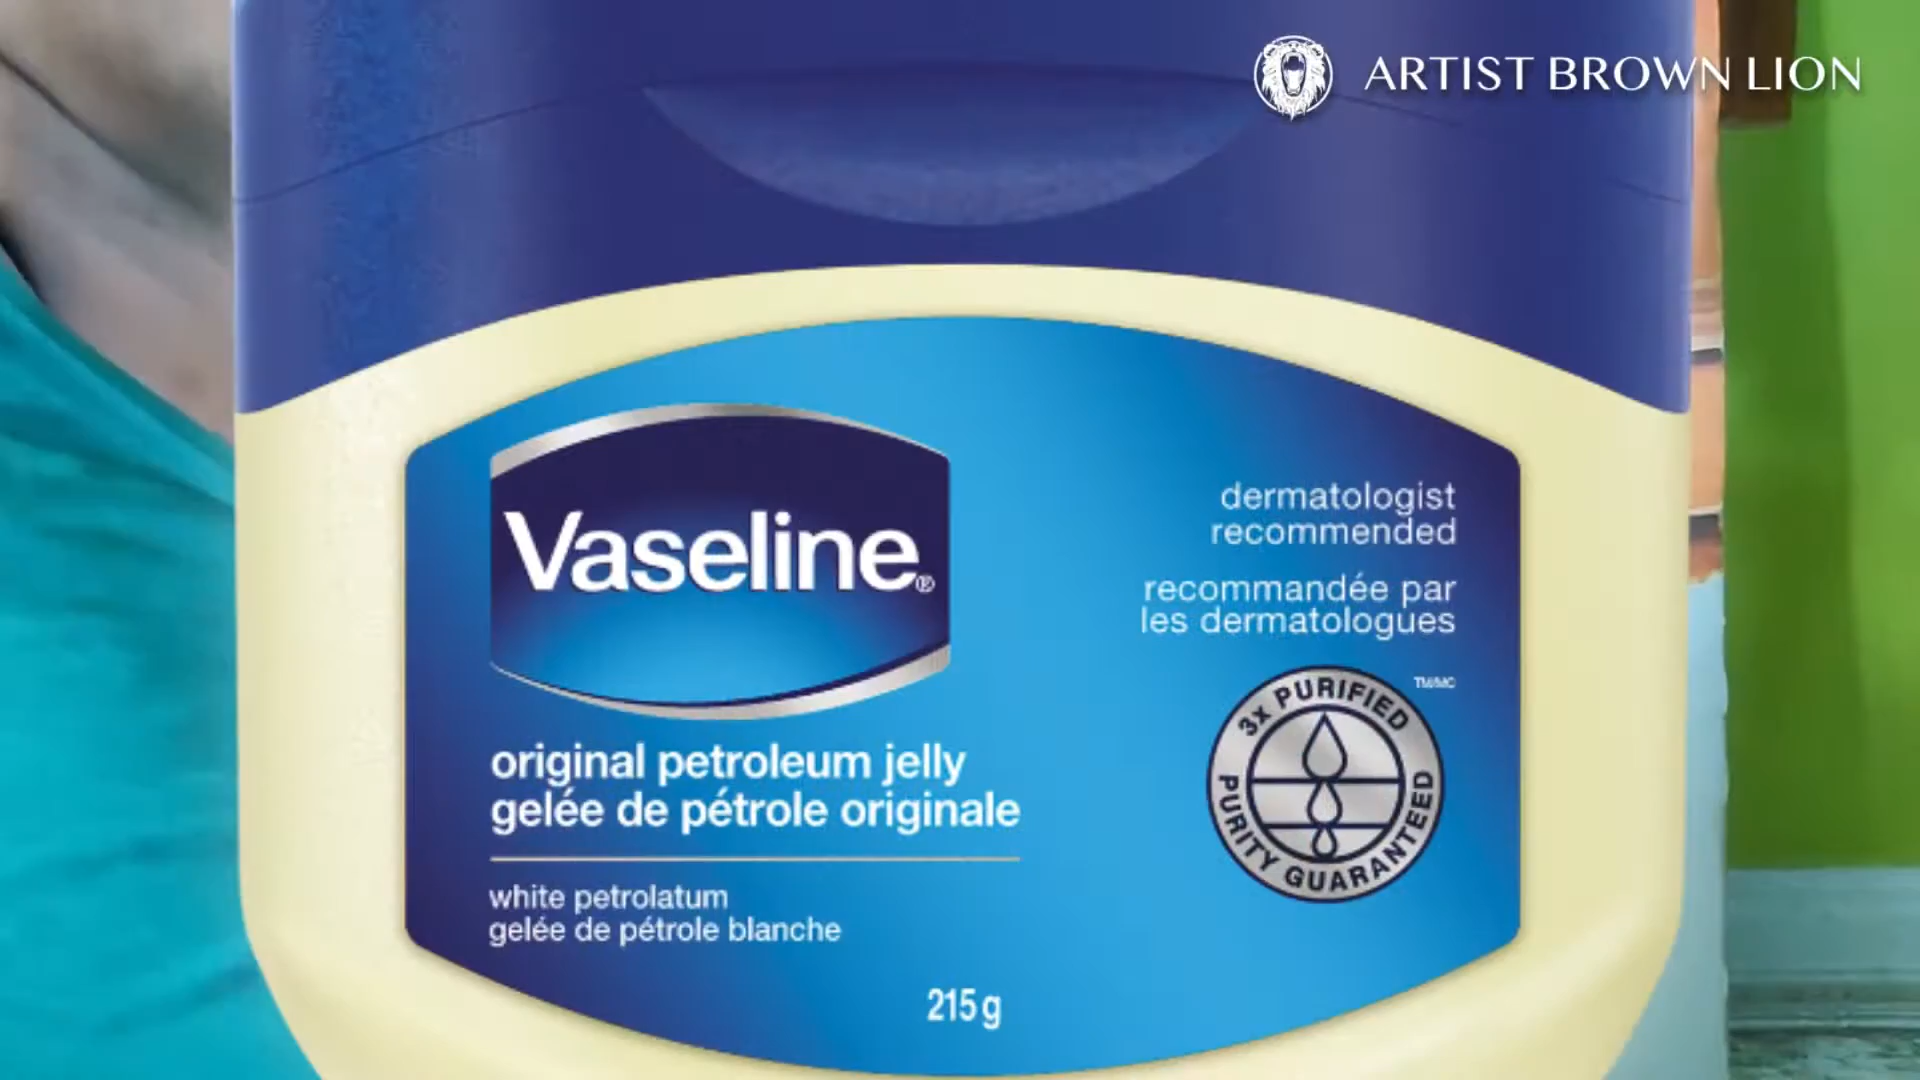 ARTIST BROWN LION
Vaseline®
original petroleum jelly
gelée de pétrole originale
white petrolatum
gelée de pétrole blanche
215 g
dermatologist
recommended
recommandée par
les dermatologues
TM/MC
3x PURIFIED
PURITY GUARANTEED